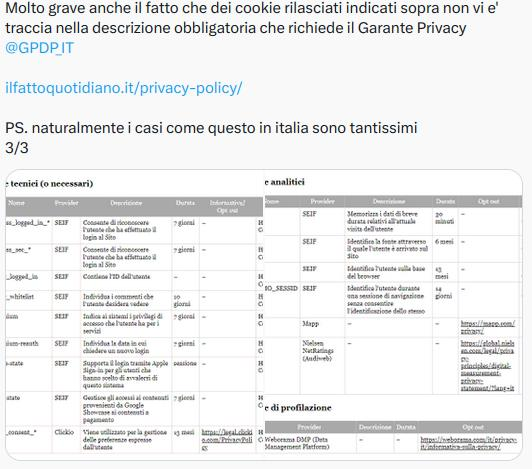 Molto grave anche il fatto che dei cookie rilasciati indicati sopra non vi e'
traccia nella descrizione obbligatoria che richiede il Garante Privacy
@GPDP_IT
ilfattoquotidiano.it/privacy-policy/
PS. naturalmente i casi come questo in italia sono tantissimi
3/3
e tecnici (o necessari)
Nome Provider Descrizione Durata Informativa/
Opt out
ss_logged_in_* SEIF Consente di riconoscere 7 giorni –
l'utente che ha effettuato il
login al Sito
ss_sec_* SEIF Consente di riconoscere 7 giorni –
l'utente che ha effettuato il
login al Sito
_logged_in SEIF Contiene l'ID dell'utente – –
_whitelist SEIF Individua i commenti che 10 –
l'utente desidera vedere giorni
ium SEIF Indica ai sistemi i privilegi di 7 giorni –
accesso che l'utente ha per i
servizi
ium-reauth SEIF Individua la data in cui 7 giorni –
chiedere un nuovo login
-state SEIF Supporta il login tramite Apple sessione –
Sign-in per gli utenti che
hanno scelto di avvalersi di
questo sistema
state SEIF Gestisce gli accessi ai contenuti 7 giorni –
provenienti da Google
Showcase si contenuti a
pagamento
_consent_* Clickio Viene utilizzato per la gestione 13 mesi https://legal.clicki
delle preferenze espresse o.com/PrivacyPoli
dall'utente cy
e analitici
Nome Provider Descrizione Durata Opt out
SEIF Memorizza i dati di breve 30 –
durata relativi all'attuale minuti
visita dell'utente
SEIF Identifica la fonte attraverso 6 mesi –
il quale l'utente è arrivato sul
Sito
SEIF Identifica l'utente sulla base 13 –
del browser mesi
IO_SESSID SEIF Identifica l'utente durante 14 –
una sessione di navigazione giorni
senza consentire
l'identificazione dello stesso
Mapp – – https://mapp.com/
privacy/
Nielsen – – https://global.niels
NetRatings en.com/legal/priva
(Audiweb) cy-
principles/digital-
measurement-
privacy-
statement/?lang=it
e di profilazione
Provider Descrizione Durata Opt out
Weborama DMP (Data – – https://weborama.com/it/privacy-
Management Platform) it/informativa-sulla-privacy/